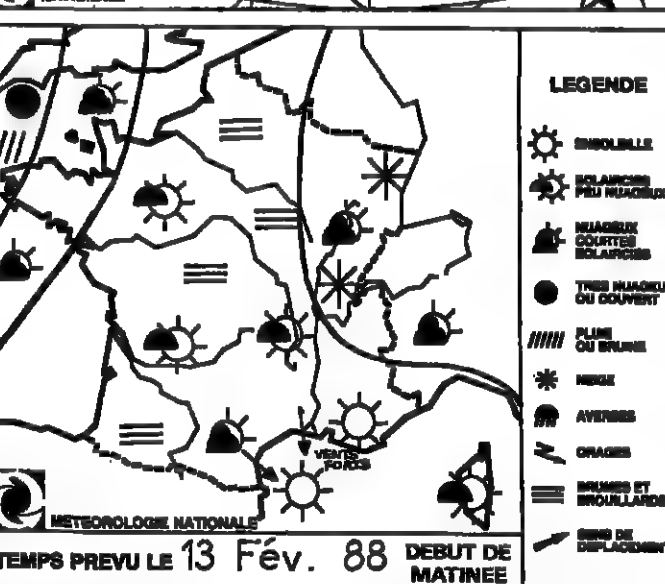 LEGENDE
ENSOLEILLE
ECLAIRCIES
PEU NUAGEUX
NUAGEUX
COURTES
ECLAIRCIES
TRES NUAGEUX
OU COUVERT
PLUIE
OU BRUINE
NEIGE
AVERSES
ORAGES
BRUMES ET
BROUILLARDS
SENS DE
DEPLACEMENT
VENTS
FORTS
METEOROLOGIE NATIONALE
TEMPS PREVU LE 13 Fév. 88 DEBUT DE
MATINEE